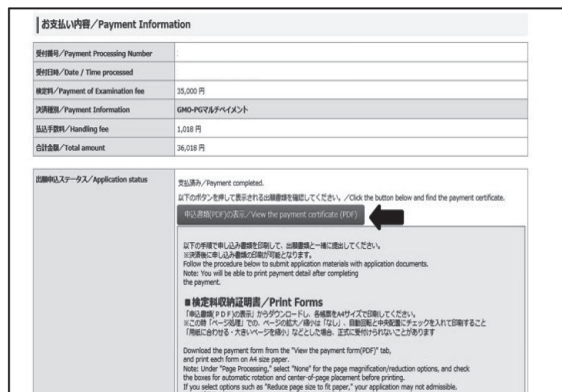 お支払い内容／Payment Information
受付番号／Payment Processing Number
受付日時／Date / Time processed
検定料／Payment of Examination fee
35,000 円
決済種別／Payment Information
GMO-PGマルチペイメント
払込手数料／Handling fee
1,018 円
合計金額／Total amount
36,018 円
出願申込ステータス／Application status
支払済み／Payment completed.
以下のボタンを押して表示される出願書類を確認してください。／Click the button below and find the payment certificate.
申込書類(PDF)の表示／View the payment certificate (PDF)
以下の手順で申し込み書類を印刷して、出願書類と一緒に提出してください。
※決済後に申し込み書類の印刷が可能となります。
Follow the procedure below to submit application materials with application documents.
Note: You will be able to print payment detail after completing
the payment.
■検定料収納証明書／Print Forms
「申込書類(ＰＤＦ)の表示」からダウンロードし、各帳票をA4サイズで印刷してください。
※この時「ページ処理」での、ページの拡大／縮小は「なし」、自動回転と中央配置にチェックを入れて印刷すること
「用紙に合わせる・大きいページを縮小」などとした場合、正式に受付けられないことがあります
Download the payment form from the "View the payment form(PDF)" tab,
and print each form on A4 size paper.
Note: Under "Page Processing," select "None" for the page magnification/reduction options, and check
the boxes for automatic rotation and center-of-page placement before printing.
If you select options such as "Reduce page size to fit paper," your application may not admissible.